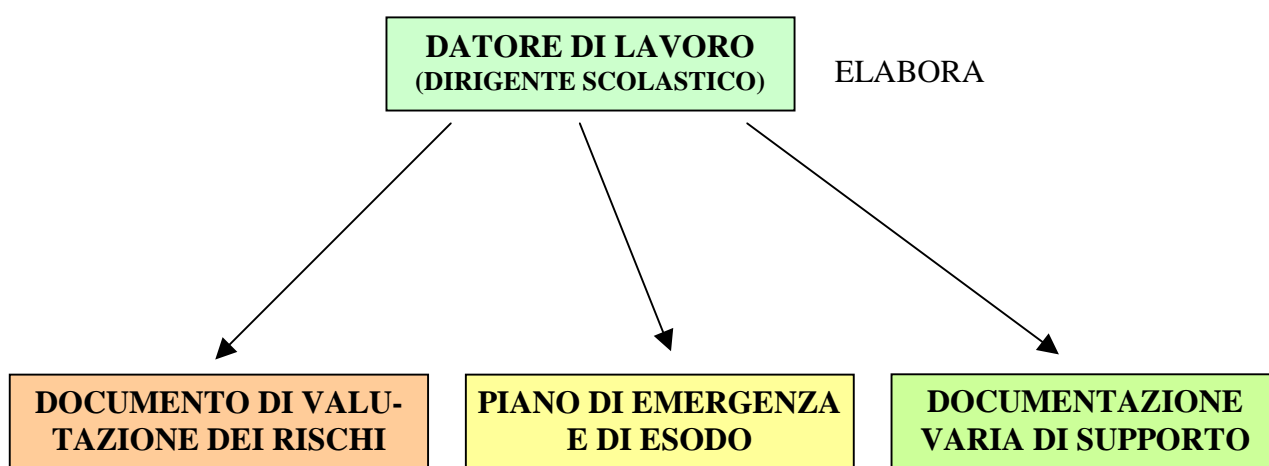 DATORE DI LAVORO
(DIRIGENTE SCOLASTICO)
ELABORA
DOCUMENTO DI VALU-
TAZIONE DEI RISCHI
PIANO DI EMERGENZA
E DI ESODO
DOCUMENTAZIONE
VARIA DI SUPPORTO